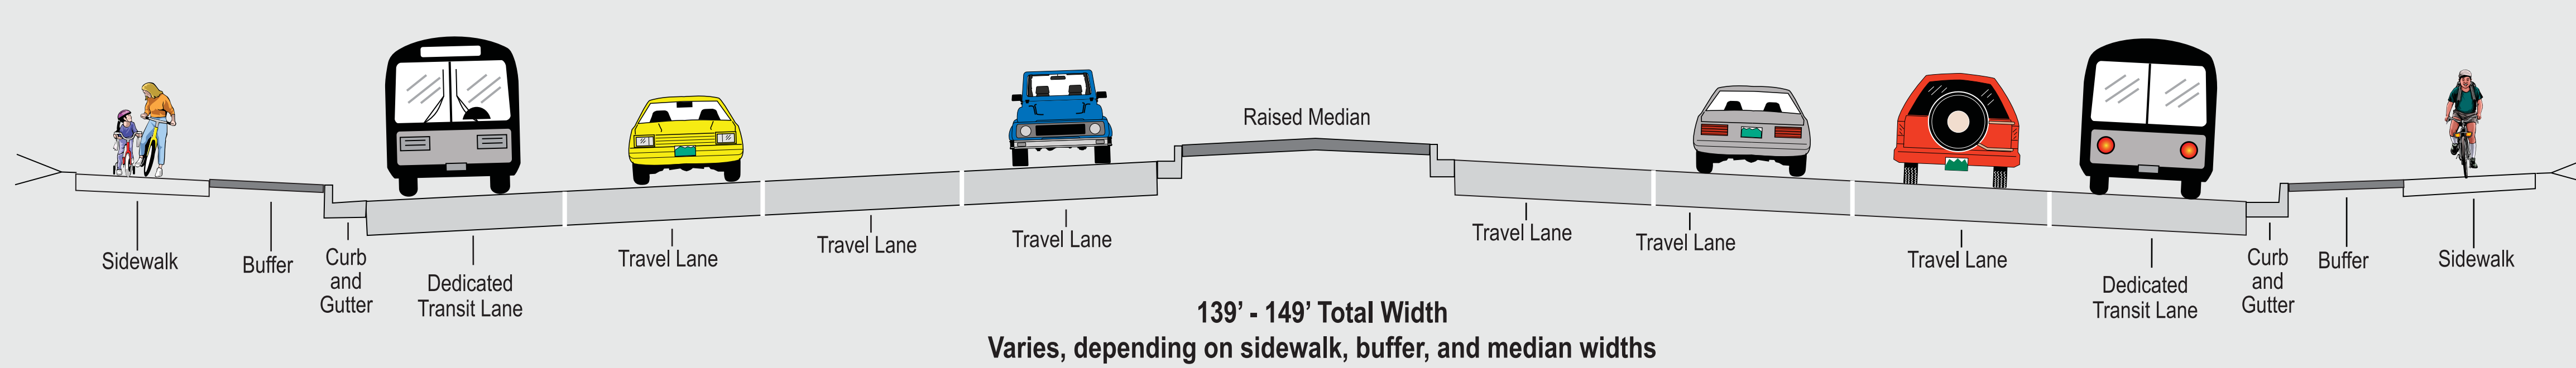 Raised Median
Sidewalk
Buffer
Curb
and
Gutter
Dedicated
Transit Lane
Travel Lane
Travel Lane
Travel Lane
Travel Lane
Travel Lane
Travel Lane
Dedicated
Transit Lane
Curb
and
Gutter
Buffer
Sidewalk
139’ - 149’ Total Width
Varies, depending on sidewalk, buffer, and median widths